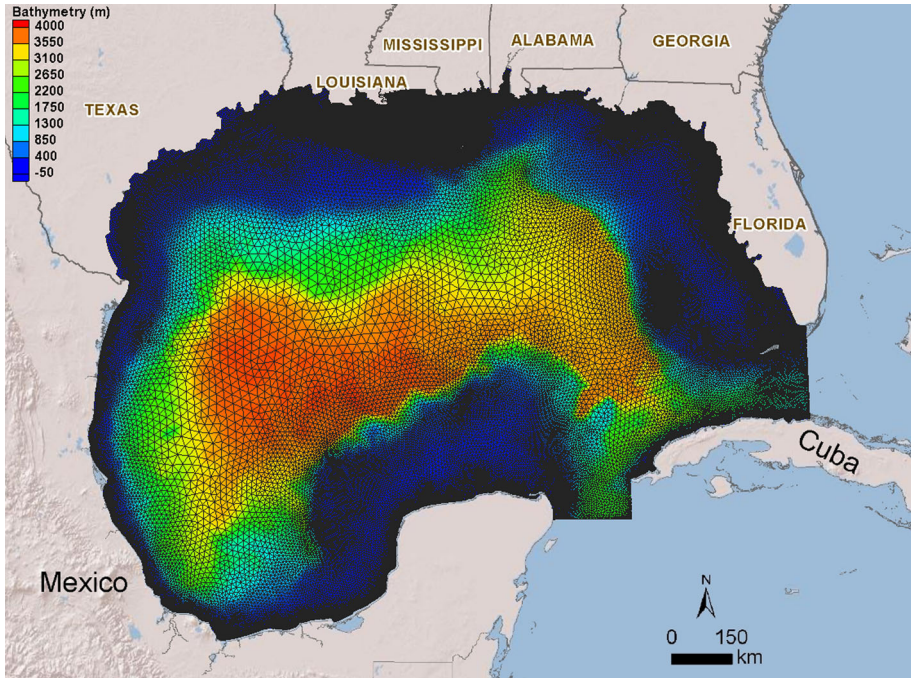 Bathymetry (m)
4000
3550
3100
2650
2200
1750
1300
850
400
-50
MISSISSIPPI
ALABAMA
GEORGIA
LOUISIANA
TEXAS
FLORIDA
Cuba
Mexico
N
0 150
km